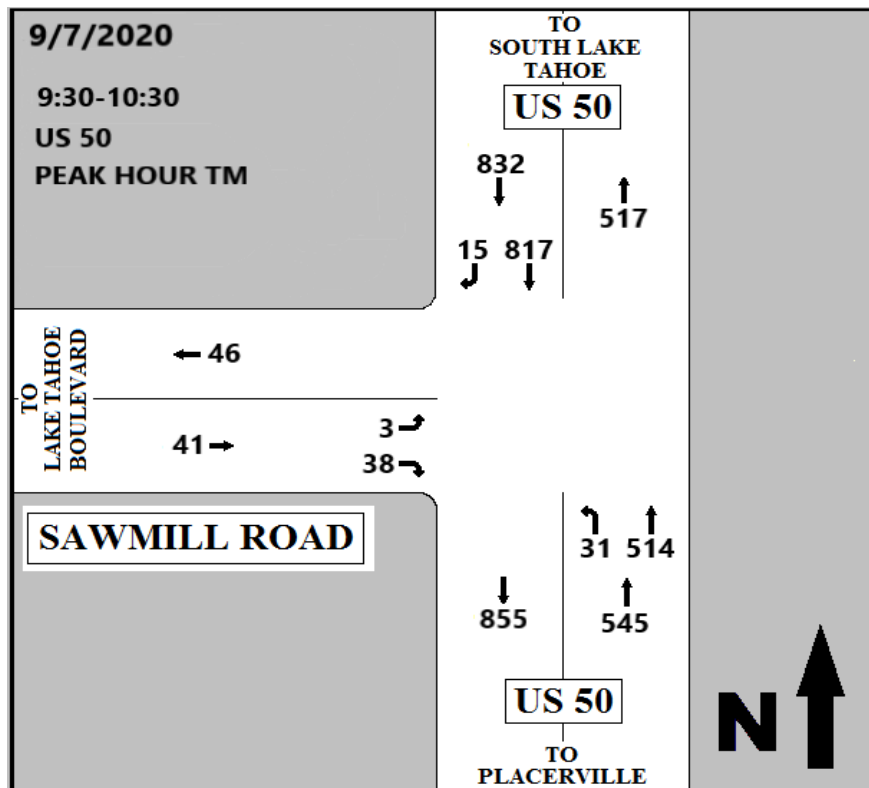 9/7/2020
9:30-10:30
US 50
PEAK HOUR TM
TO
SOUTH LAKE
TAHOE
US 50
832
517
15 817
46
TO
LAKE TAHOE
BOULEVARD
3
41
38
SAWMILL ROAD
31 514
855
545
US 50
N
TO
PLACERVILLE